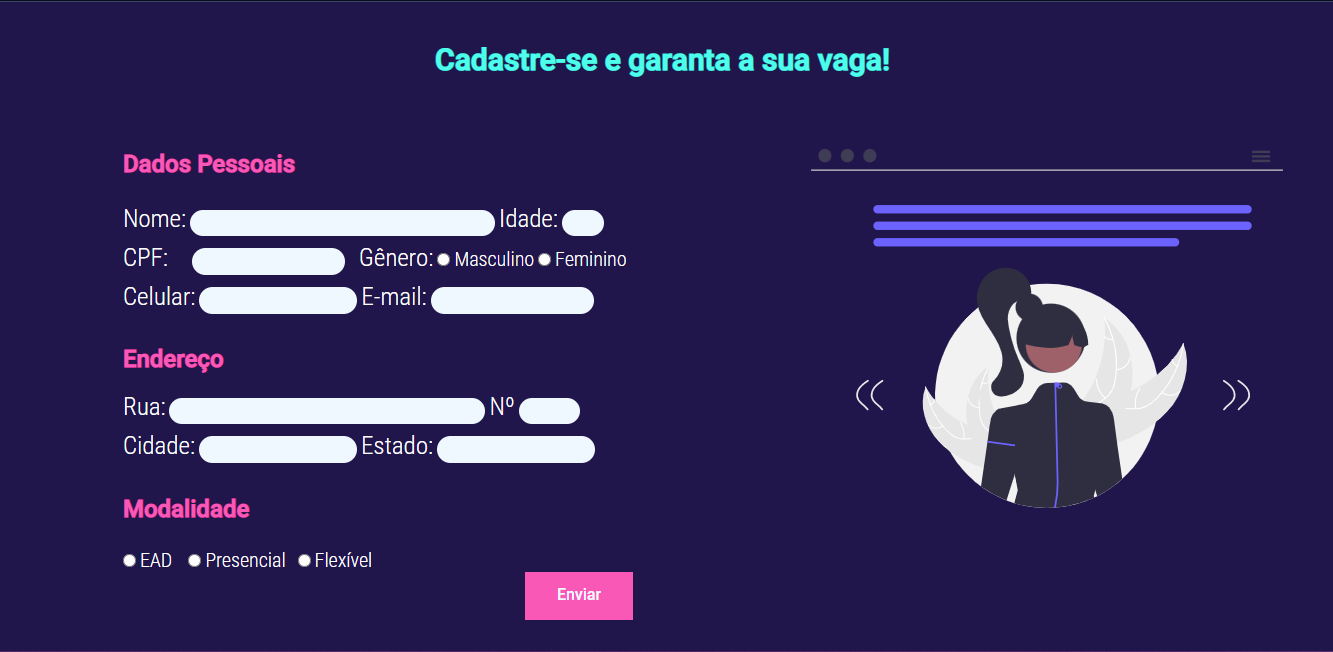 Cadastre-se e garanta a sua vaga!
Dados Pessoais
Nome: Idade:
CPF: Gênero: Masculino Feminino
Celular: E-mail:
Endereço
Rua: Nº
Cidade: Estado:
Modalidade
EAD Presencial Flexível
Enviar